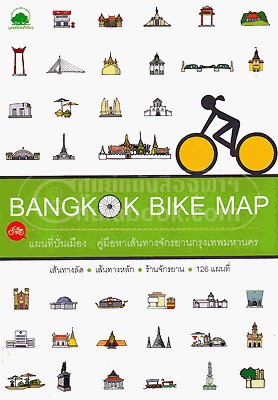 BANGKOK BIKE MAP
แผนที่ปั่นเมือง : คู่มือหาเส้นทางจักรยานกรุงเทพมหานคร
เส้นทางลัด • เส้นทางหลัก • ร้านจักรยาน • 126 แผนที่